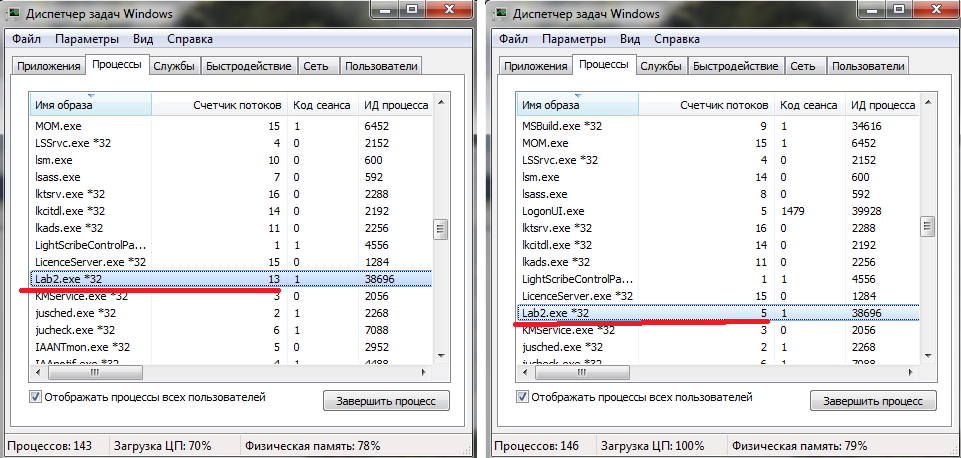 Диспетчер задач Windows
Файл Параметры Вид Справка
Приложения Процессы Службы Быстродействие Сеть Пользователи
Имя образа Счетчик потоков Код сеанса ИД процесса
MOM.exe 15 1 6452
LSSrvc.exe *32 4 0 2152
lsm.exe 10 0 600
lsass.exe 7 0 592
lktsrv.exe *32 16 0 2288
lkcitdl.exe *32 14 0 2192
lkads.exe *32 11 0 2256
LightScribeControlPa... 1 1 4556
LicenceServer.exe *32 15 0 1284
Lab2.exe *32 13 1 38696
KMService.exe *32 3 0 2056
jusched.exe *32 2 1 2268
jucheck.exe *32 6 1 7088
IAANTmon.exe *32 5 0 2952
IAAnotif.exe *32 4 1 4488
Отображать процессы всех пользователей
Завершить процесс
Процессов: 143 Загрузка ЦП: 70% Физическая память: 78%
Диспетчер задач Windows
Файл Параметры Вид Справка
Приложения Процессы Службы Быстродействие Сеть Пользователи
Имя образа Счетчик потоков Код сеанса ИД процесса
MSBuild.exe *32 9 1 34616
MOM.exe 15 1 6452
LSSrvc.exe *32 4 0 2152
lsm.exe 14 0 600
lsass.exe 8 0 592
LogonUI.exe 5 1479 39928
lktsrv.exe *32 16 0 2288
lkcitdl.exe *32 14 0 2192
lkads.exe *32 11 0 2256
LightScribeControlPa... 1 1 4556
LicenceServer.exe *32 15 0 1284
Lab2.exe *32 5 1 38696
KMService.exe *32 3 0 2056
jusched.exe *32 2 1 2268
jucheck.exe *32 6 1 7088
Отображать процессы всех пользователей
Завершить процесс
Процессов: 146 Загрузка ЦП: 100% Физическая память: 79%